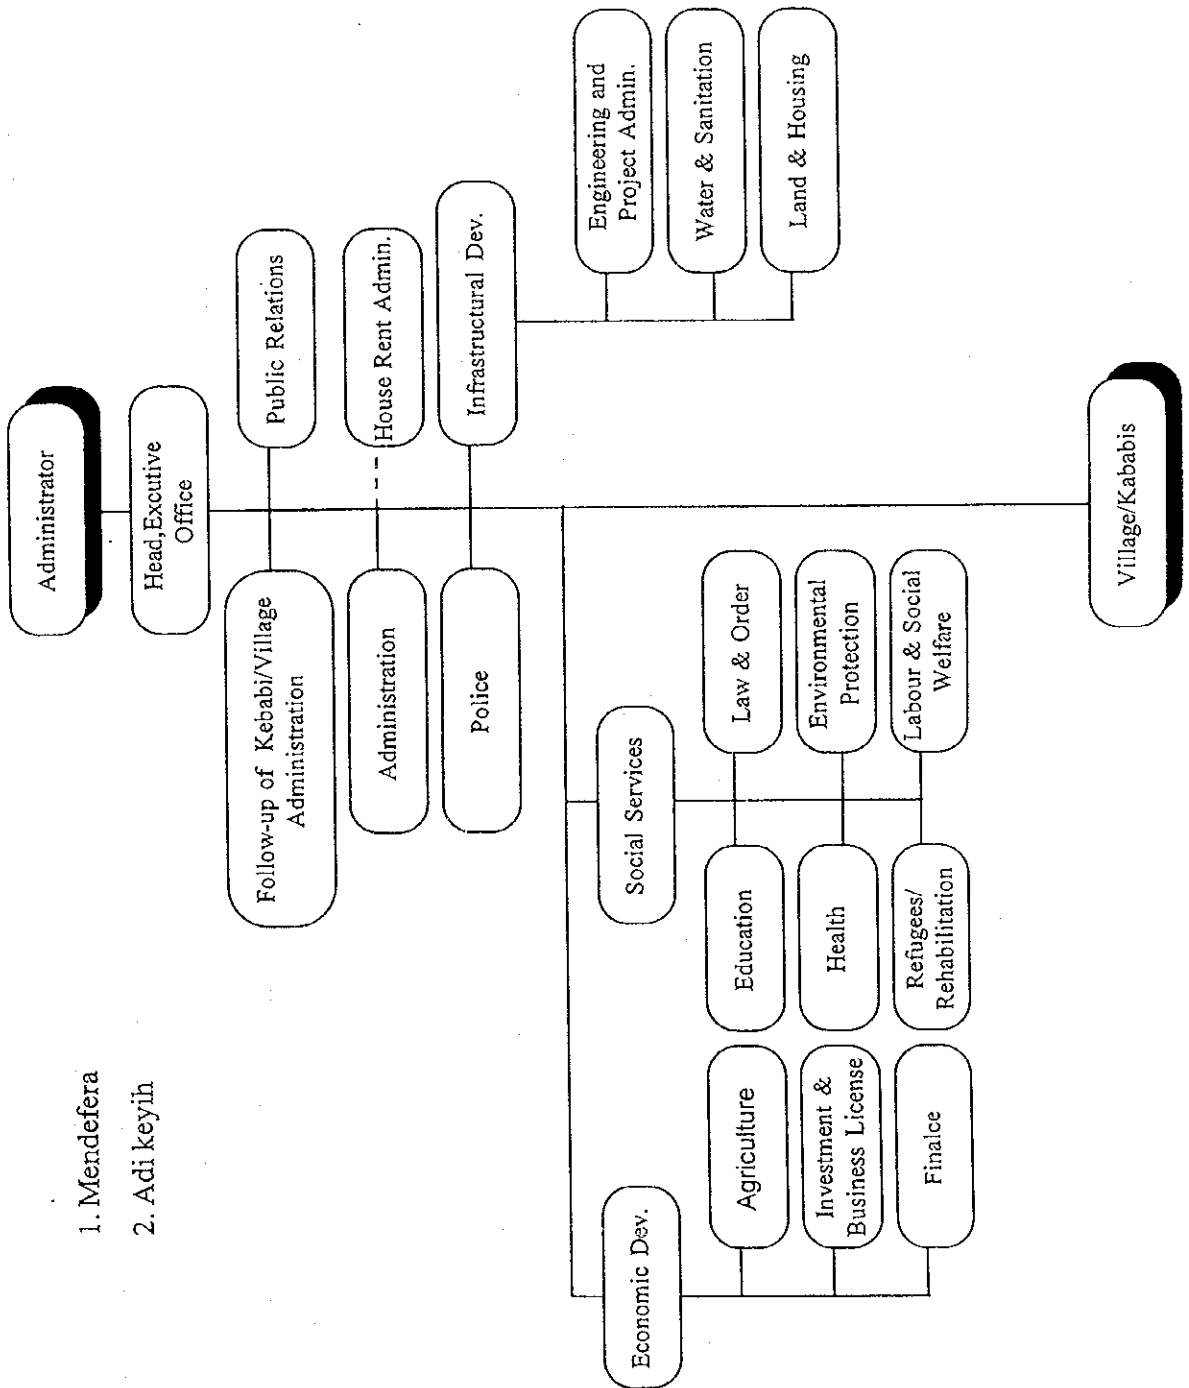 1. Mendefera
2. Adi keyih
Administrator
Head,Excutive
Office
Follow-up of Kebabi/Village
Administration
Public Relations
Administration
House Rent Admin.
Police
Infrastructural Dev.
Engineering and
Project Admin.
Water & Sanitation
Land & Housing
Economic Dev.
Agriculture
Investment &
Business License
Finalce
Social Services
Education
Law & Order
Health
Environmental
Protection
Refugees/
Rehabilitation
Labour & Social
Welfare
Village/Kababis